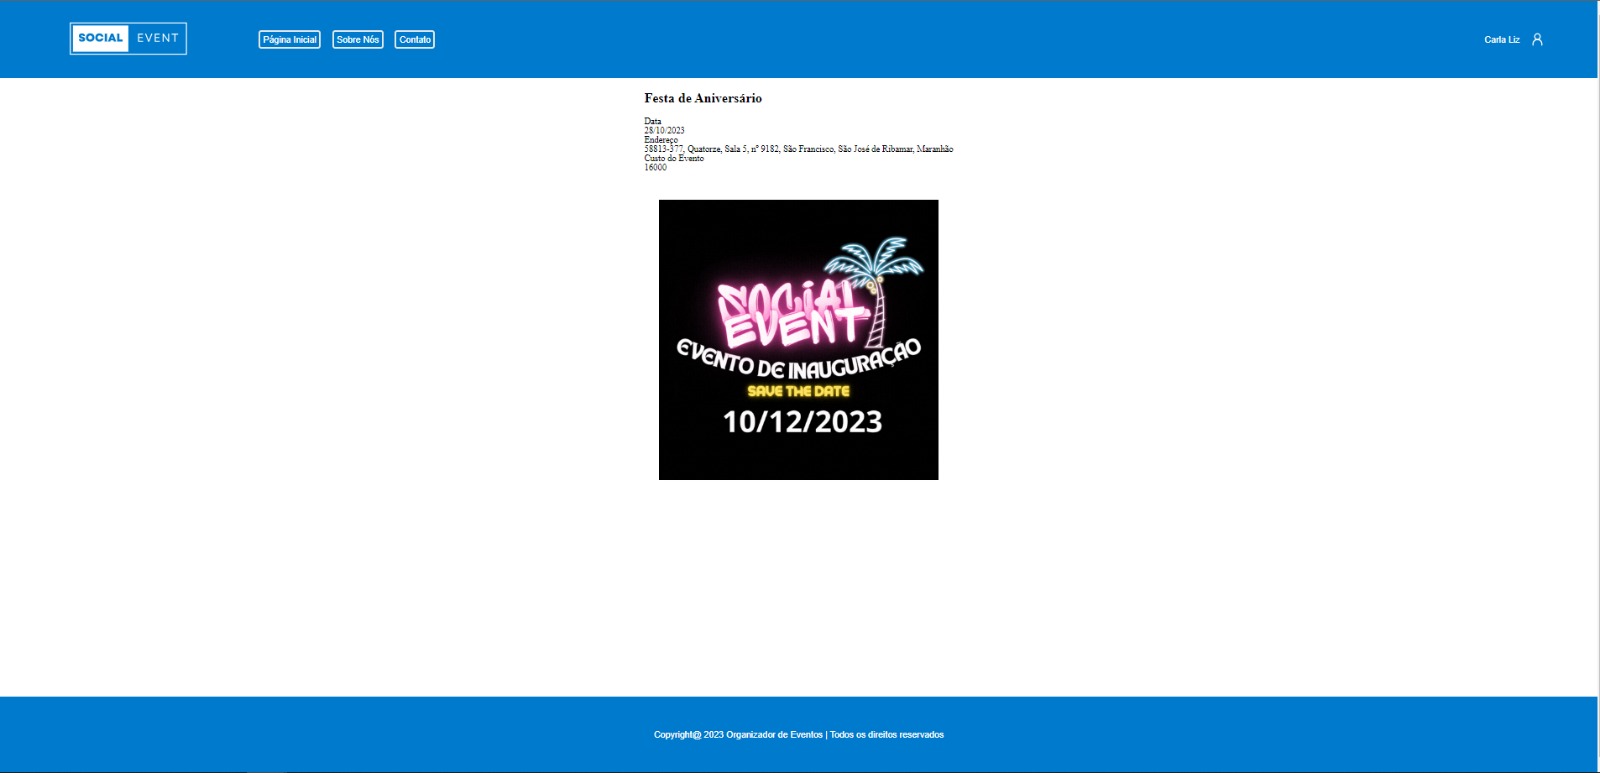 SOCIAL EVENT
Página Inicial Sobre Nós Contato
Carla Liz
Festa de Aniversário
Data
28/10/2023
Endereço
58813-377, Quatorze, Sala 5, nº 9182, São Francisco, São José de Ribamar, Maranhão
Custo do Evento
16000
SOCIAL
EVENT
EVENTO DE INAUGURAÇÃO
SAVE THE DATE
10/12/2023
Copyright@ 2023 Organizador de Eventos | Todos os direitos reservados